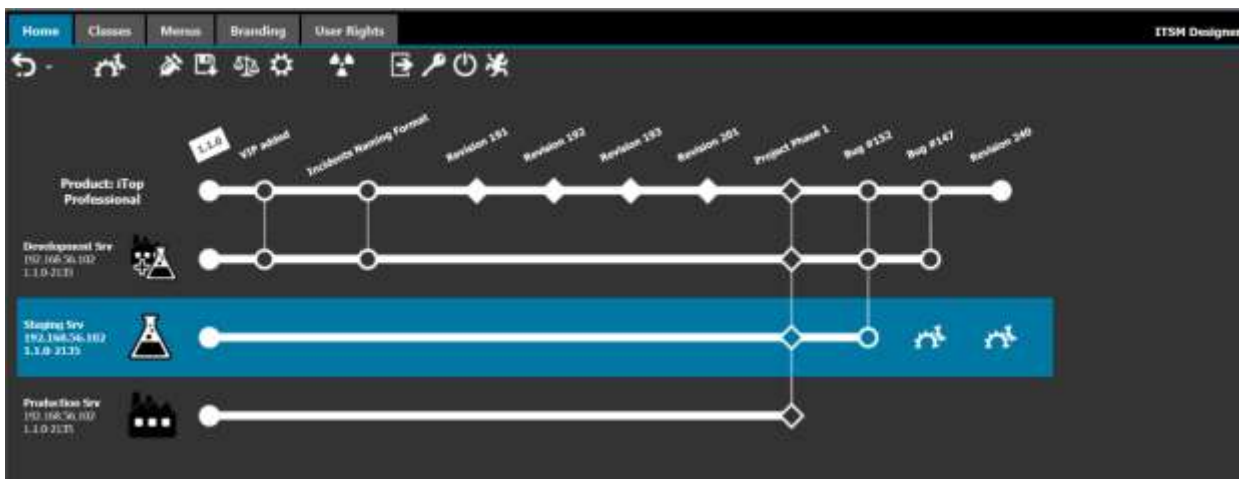 Home Classes Menus Branding User Rights ITSM Designer
1.1.0 VIP added Incidents Naming Format Revision 191 Revision 192 Revision 193 Revision 201 Project Phase 1 Bug #152 Bug #147 Revision 240
Product: iTop
Professional
Development Srv
192.168.56.102
1.1.0-2135
Staging Srv
192.168.56.102
1.1.0-2135
Production Srv
192.168.56.102
1.1.0-2135